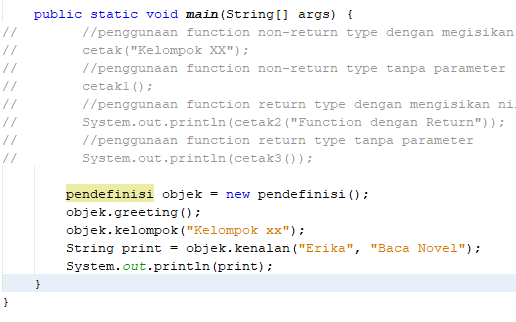 public static void main(String[] args) {
//        //penggunaan function non-return type dengan megisikan
//        cetak("Kelompok XX");
//        //penggunaan function non-return type tanpa parameter
//        cetak1();
//        //penggunaan function return type dengan mengisikan ni
//        System.out.println(cetak2("Function dengan Return"));
//        //penggunaan function return type tanpa parameter
//        System.out.println(cetak3());
pendefinisi objek = new pendefinisi();
objek.greeting();
objek.kelompok("Kelompok xx");
String print = objek.kenalan("Erika", "Baca Novel");
System.out.println(print);
}
}